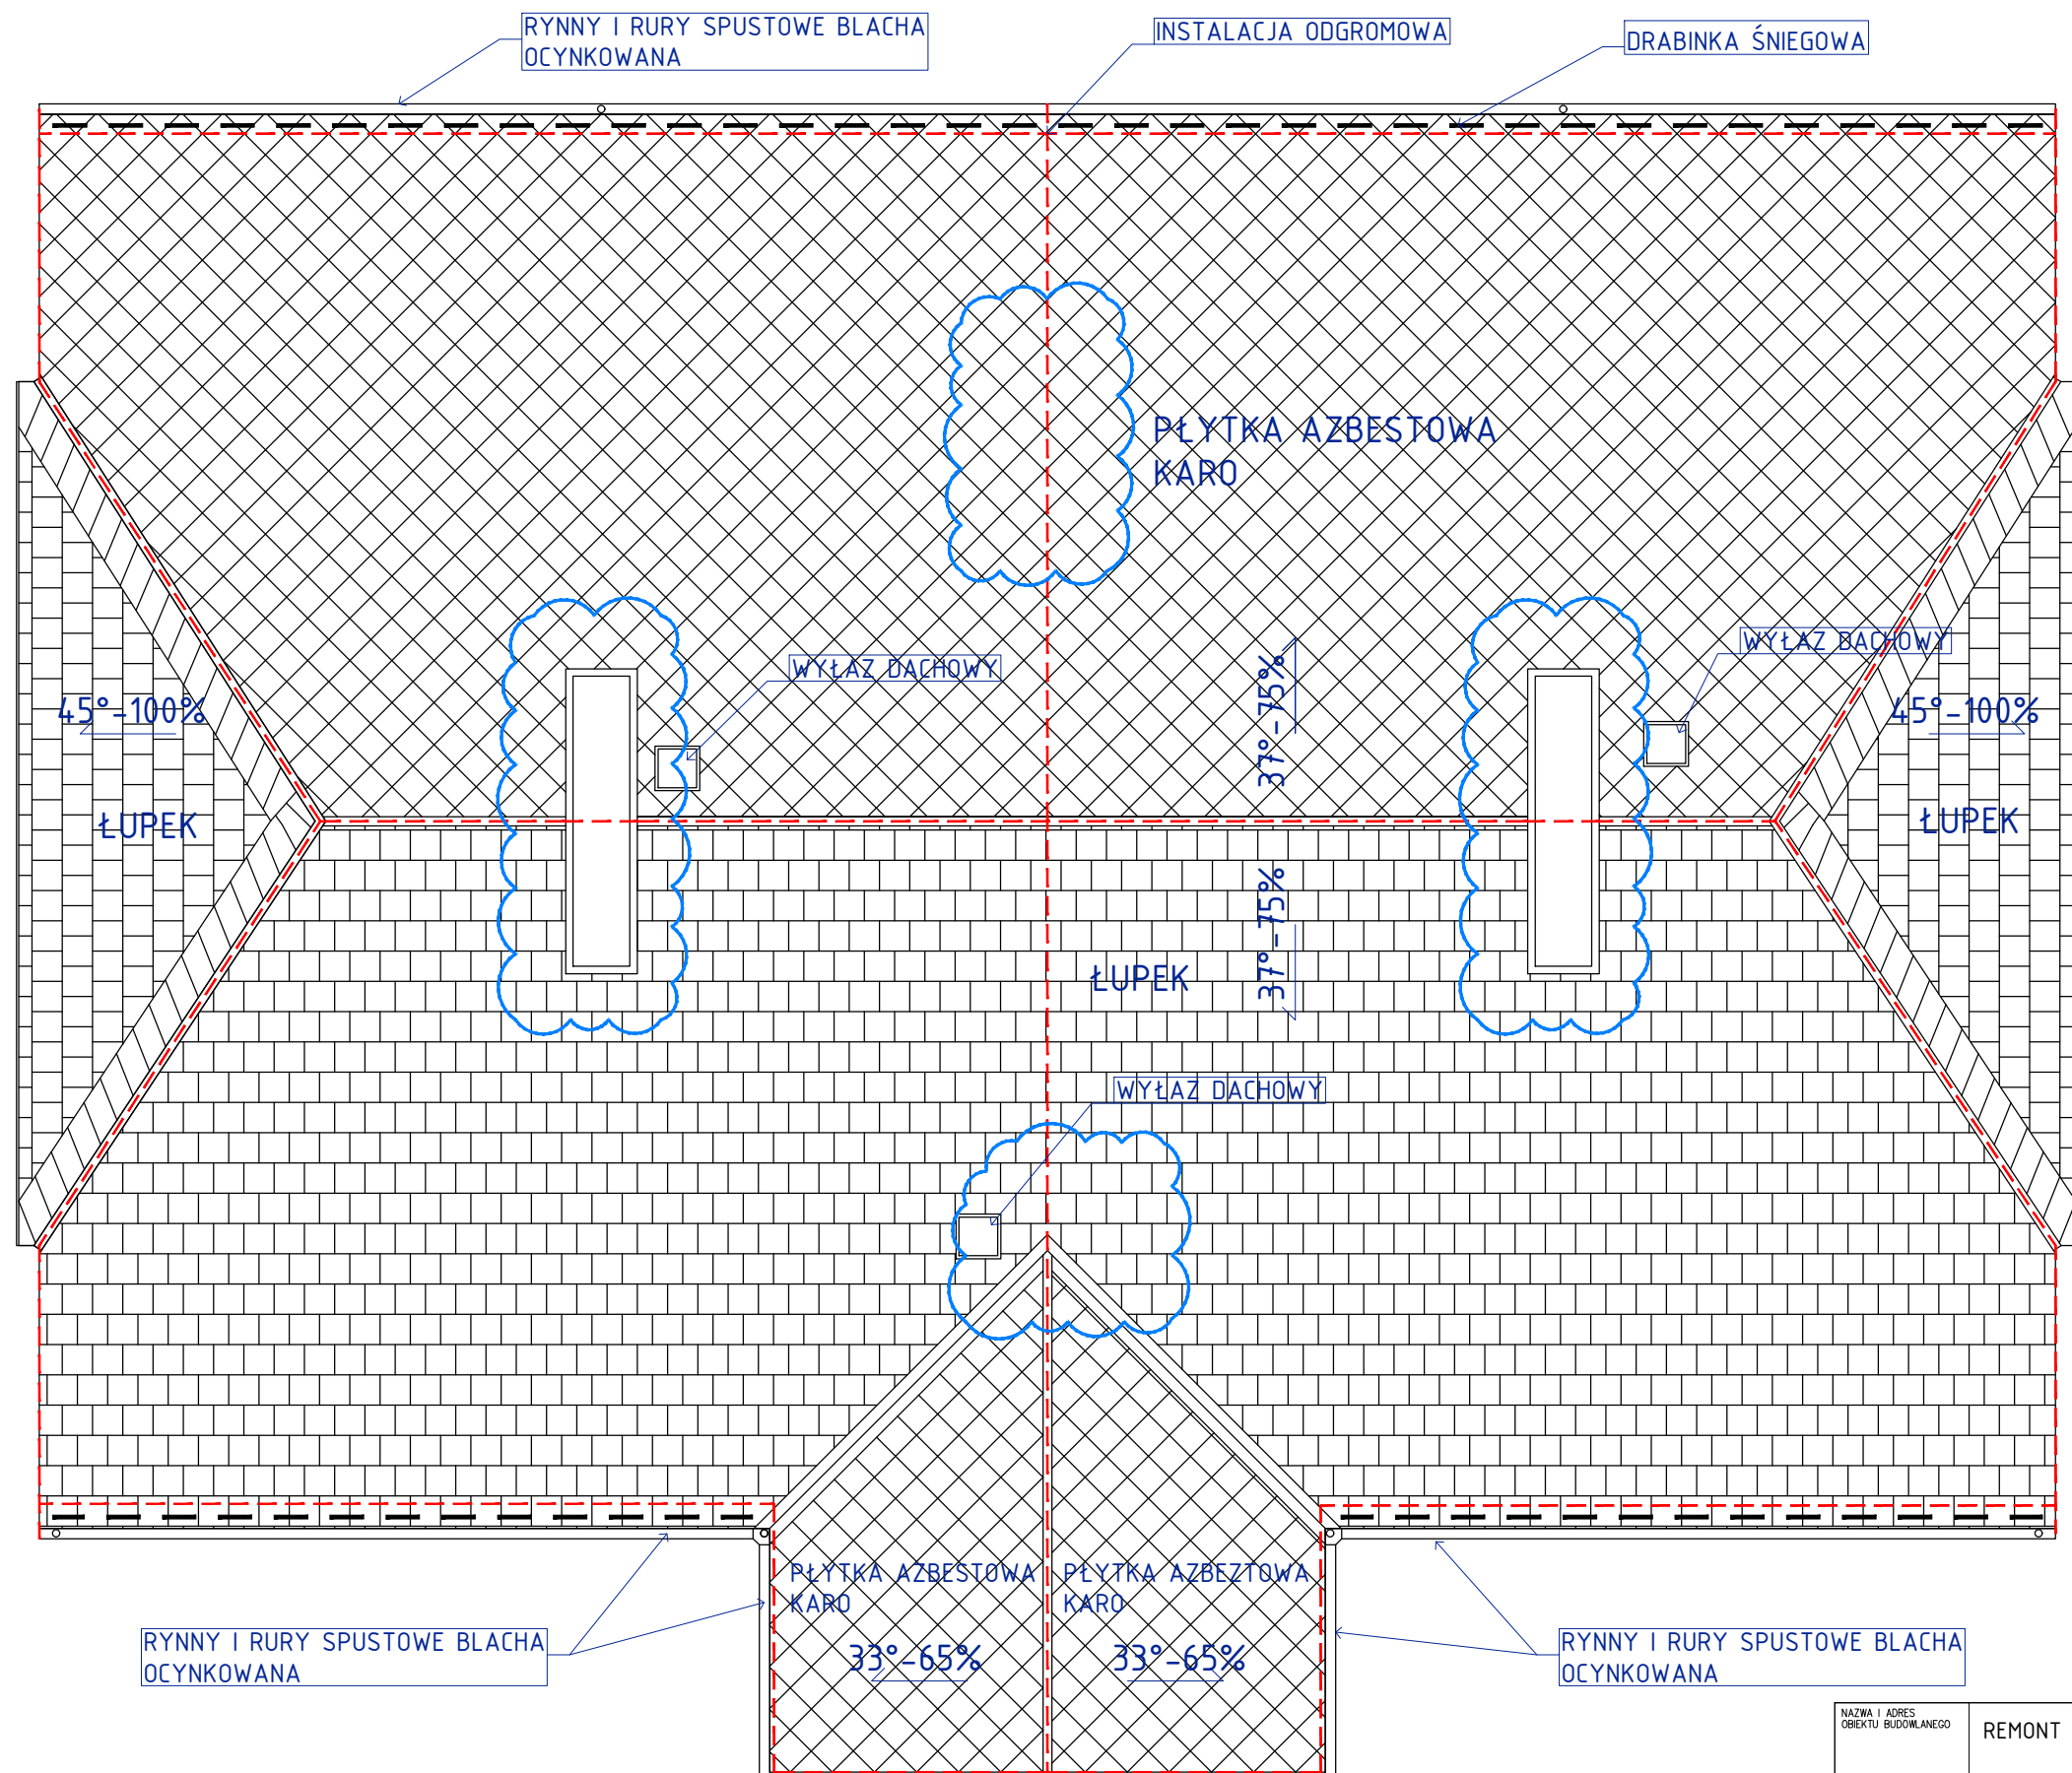 RYNNY I RURY SPUSTOWE BLACHA
OCYNKOWANA
INSTALACJA ODGROMOWA
DRABINKA ŚNIEGOWA
PŁYTKA AZBESTOWA
KARO
WYŁAZ DACHOWY
WYŁAZ DACHOWY
37°-75%
45°-100%
45°-100%
ŁUPEK
ŁUPEK
37°-75%
ŁUPEK
WYŁAZ DACHOWY
PŁYTKA AZBESTOWA
KARO
PŁYTKA AZBEZTOWA
KARO
33°-65%
33°-65%
RYNNY I RURY SPUSTOWE BLACHA
OCYNKOWANA
RYNNY I RURY SPUSTOWE BLACHA
OCYNKOWANA
NAZWA I ADRES
OBIEKTU BUDOWLANEGO
REMONT